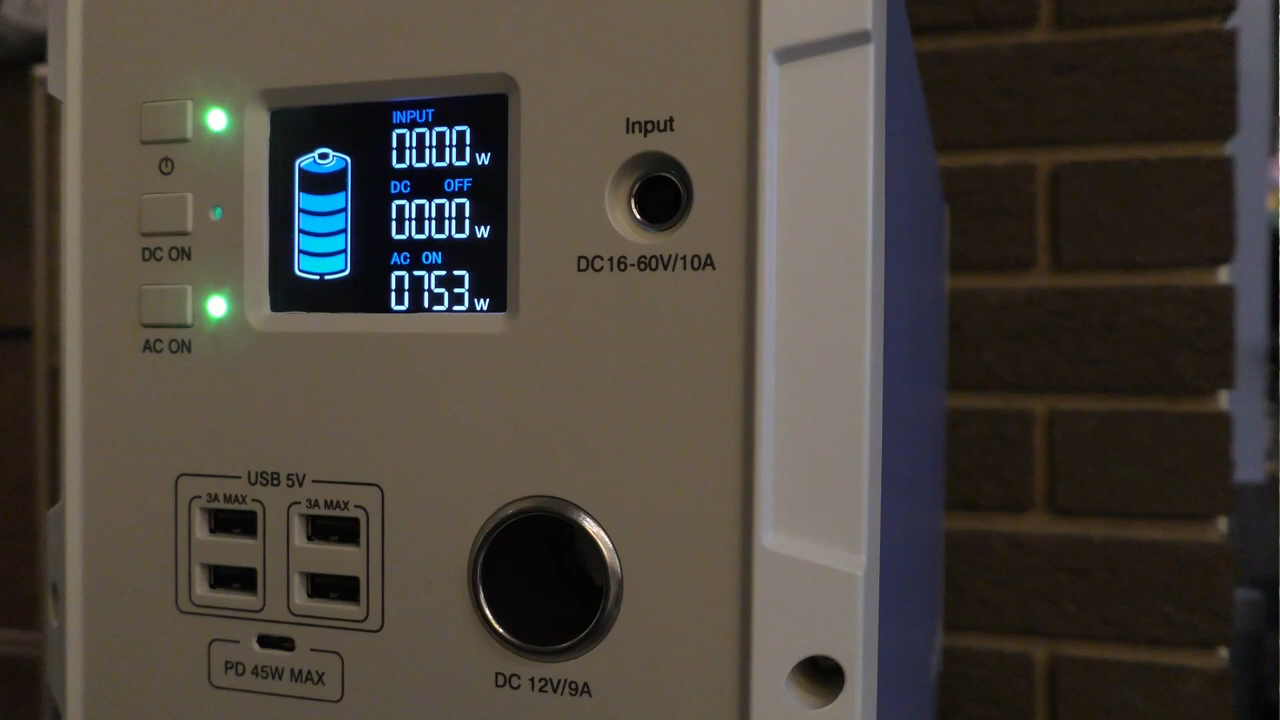 INPUT
0000 W
DC OFF
0000 W
AC ON
0753 W
DC ON
AC ON
Input
DC16-60V/10A
USB 5V
3A MAX
3A MAX
PD 45W MAX
DC 12V/9A